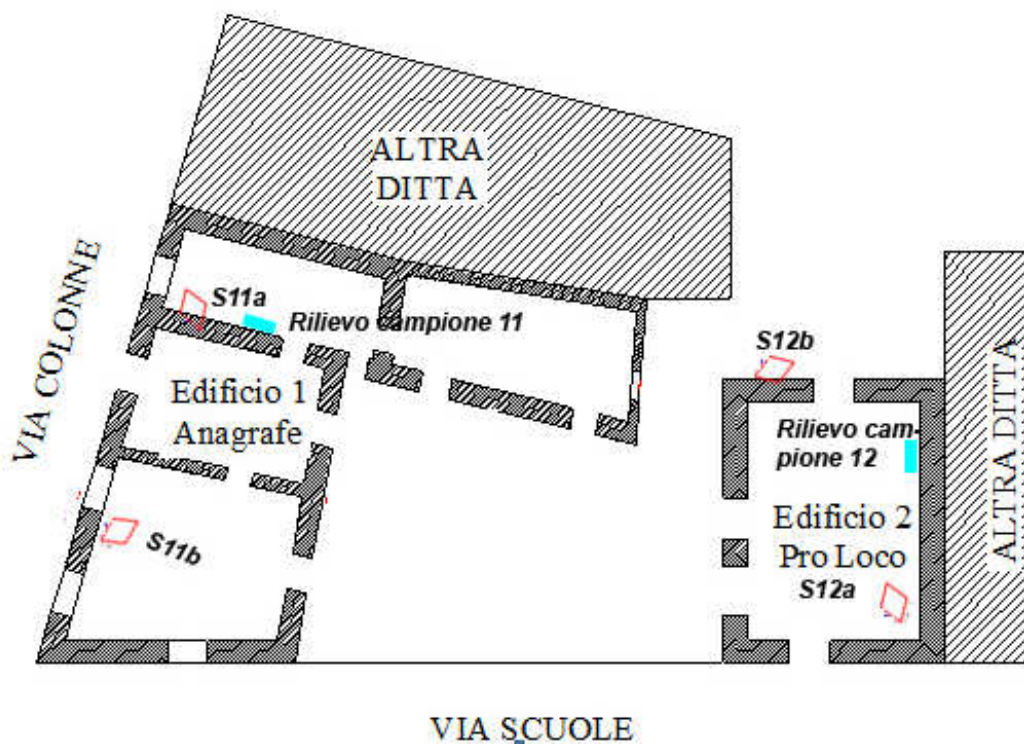 ALTRA
DITTA
VIA COLONNE
S11a
Rilievo campione 11
Edificio 1
Anagrafe
S11b
S12b
Rilievo cam-
pione 12
Edificio 2
Pro Loco
S12a
ALTRA DITTA
VIA SCUOLE